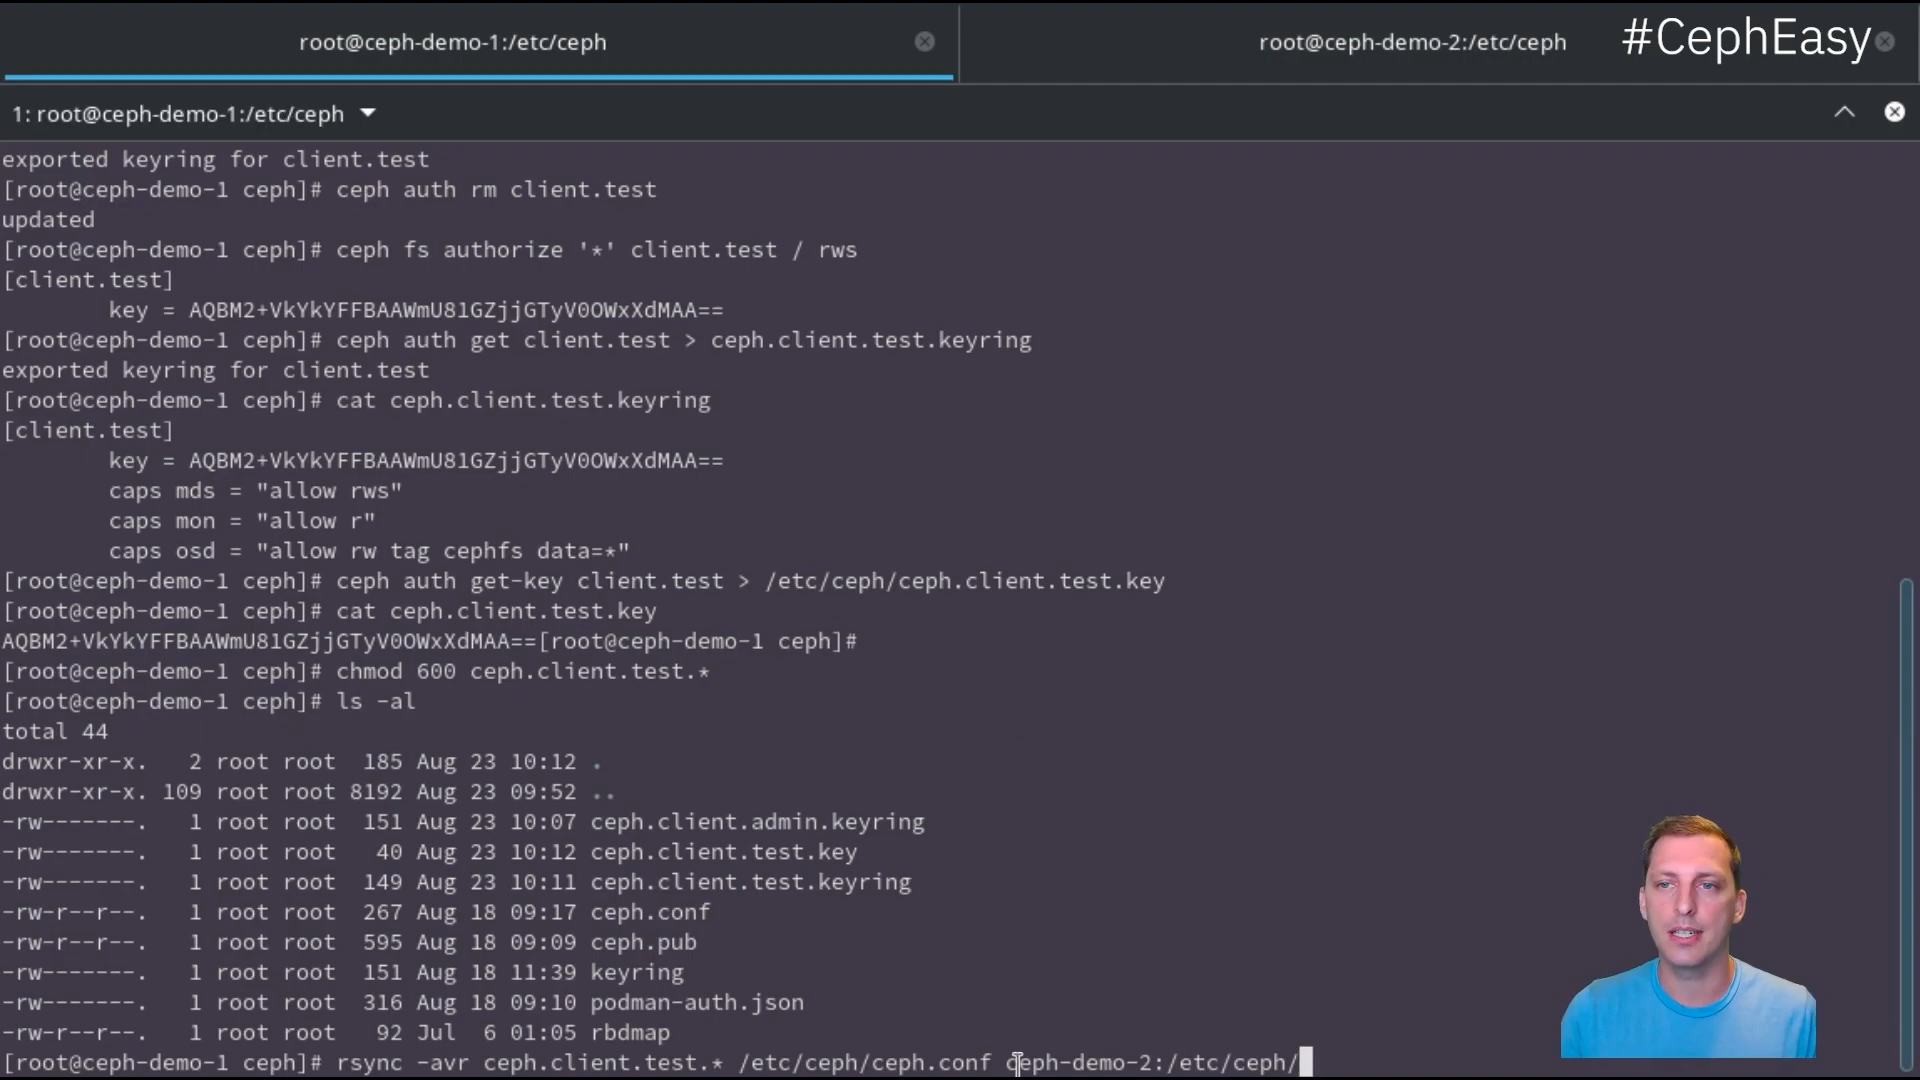 root@ceph-demo-1:/etc/ceph
root@ceph-demo-2:/etc/ceph
#CephEasy
1: root@ceph-demo-1:/etc/ceph
exported keyring for client.test
[root@ceph-demo-1 ceph]# ceph auth rm client.test
updated
[root@ceph-demo-1 ceph]# ceph fs authorize '*' client.test / rws
[client.test]
        key = AQBM2+VkYkYFFBAAWmU81GZjjGTyV0OWxXdMAA==
[root@ceph-demo-1 ceph]# ceph auth get client.test > ceph.client.test.keyring
exported keyring for client.test
[root@ceph-demo-1 ceph]# cat ceph.client.test.keyring
[client.test]
        key = AQBM2+VkYkYFFBAAWmU81GZjjGTyV0OWxXdMAA==
        caps mds = "allow rws"
        caps mon = "allow r"
        caps osd = "allow rw tag cephfs data=*"
[root@ceph-demo-1 ceph]# ceph auth get-key client.test > /etc/ceph/ceph.client.test.key
[root@ceph-demo-1 ceph]# cat ceph.client.test.key
AQBM2+VkYkYFFBAAWmU81GZjjGTyV0OWxXdMAA==[root@ceph-demo-1 ceph]#
[root@ceph-demo-1 ceph]# chmod 600 ceph.client.test.*
[root@ceph-demo-1 ceph]# ls -al
total 44
drwxr-xr-x.   2 root root  185 Aug 23 10:12 .
drwxr-xr-x. 109 root root 8192 Aug 23 09:52 ..
-rw-------.   1 root root  151 Aug 23 10:07 ceph.client.admin.keyring
-rw-------.   1 root root   40 Aug 23 10:12 ceph.client.test.key
-rw-------.   1 root root  149 Aug 23 10:11 ceph.client.test.keyring
-rw-r--r--.   1 root root  267 Aug 18 09:17 ceph.conf
-rw-r--r--.   1 root root  595 Aug 18 09:09 ceph.pub
-rw-------.   1 root root  151 Aug 18 11:39 keyring
-rw-------.   1 root root  316 Aug 18 09:10 podman-auth.json
-rw-r--r--.   1 root root   92 Jul  6 01:05 rbdmap
[root@ceph-demo-1 ceph]# rsync -avr ceph.client.test.* /etc/ceph/ceph.conf ceph-demo-2:/etc/ceph/